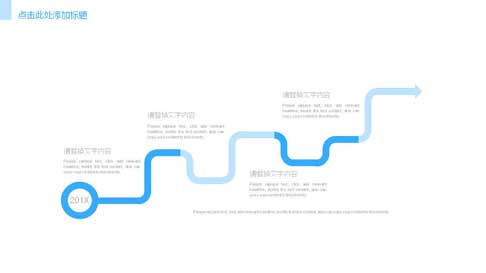 点击此处添加标题
请替换文字内容
Please replace text, click add relevant
headline, modify the text content, also can
copy your content to this directly.
请替换文字内容
Please replace text, click add relevant
headline, modify the text content, also can
copy your content to this directly.
请替换文字内容
Please replace text, click add relevant
headline, modify the text content, also can
copy your content to this directly.
201X
请替换文字内容
Please replace text, click add relevant
headline, modify the text content, also can
copy your content to this directly.
Please replace text, click add relevant headline, modify the text content, also can copy your content to this directly.